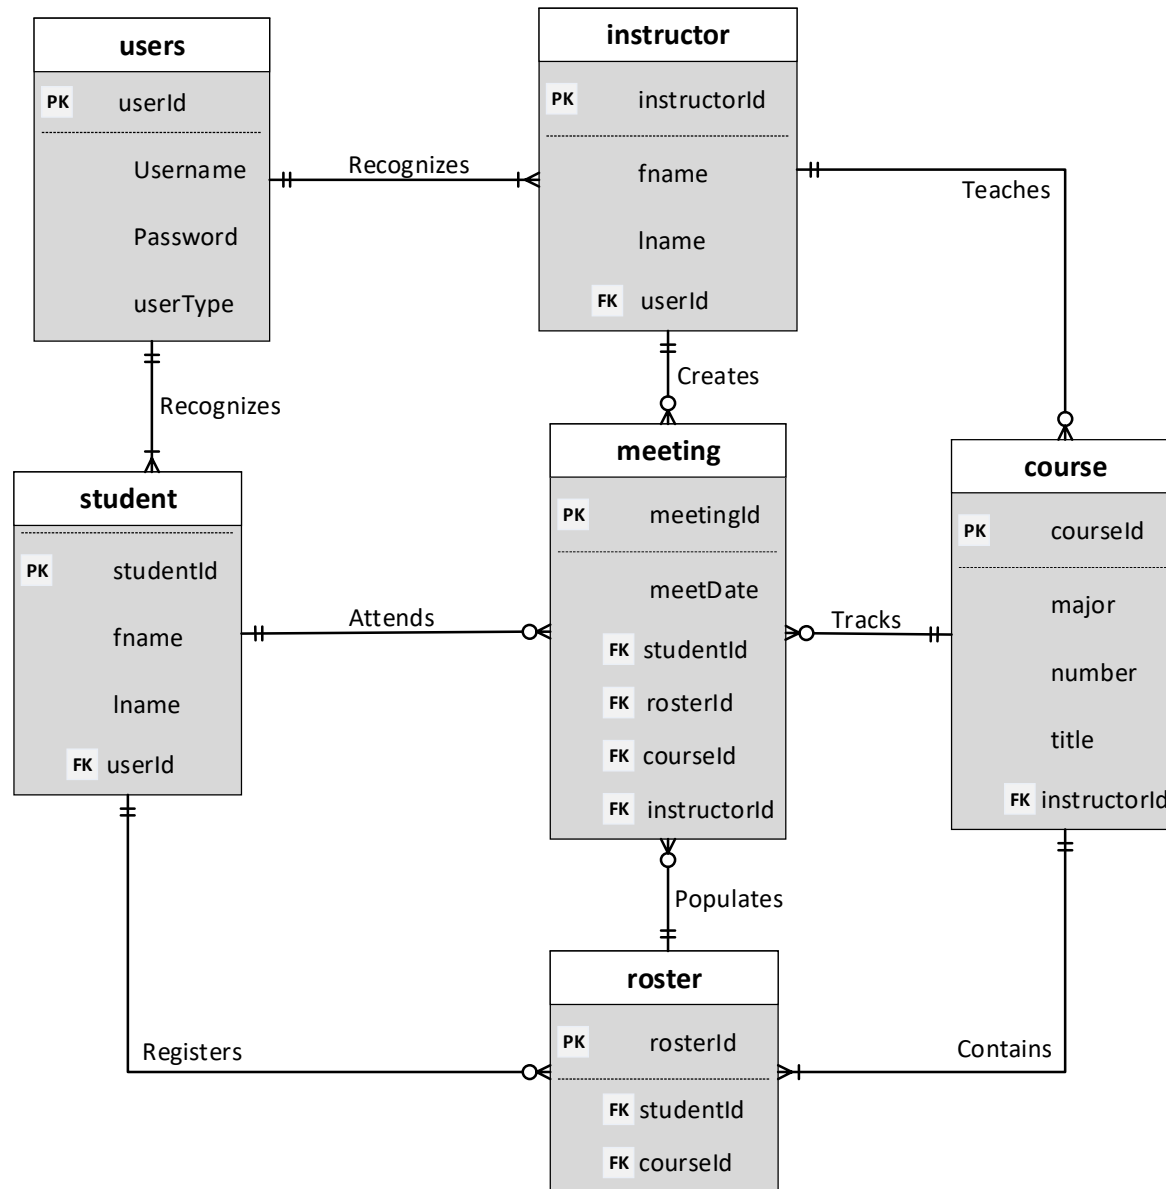 users
PK userId
Username
Password
userType
Recognizes
instructor
PK instructorId
fname
lname
FK userId
Teaches
Recognizes
Creates
student
PK studentId
fname
lname
FK userId
Attends
meeting
PK meetingId
meetDate
FK studentId
FK rosterId
FK courseId
FK instructorId
Tracks
course
PK courseId
major
number
title
FK instructorId
Populates
Registers
roster
PK rosterId
FK studentId
FK courseId
Contains